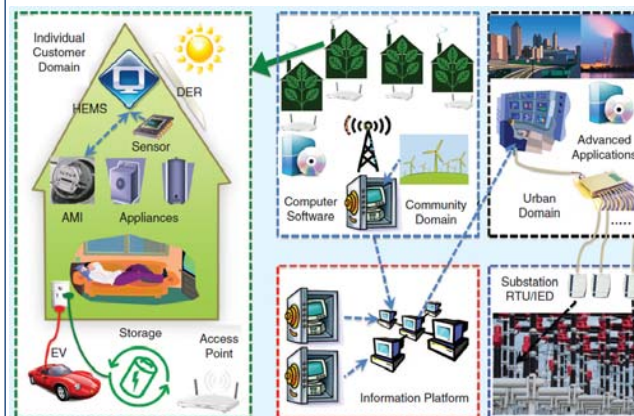 Individual
Customer
Domain
HEMS
DER
Sensor
AMI
Appliances
EV
Storage
Access
Point
Computer
Software
Community
Domain
Advanced
Applications
Urban
Domain
.....
Information Platform
Substation
RTU/IED